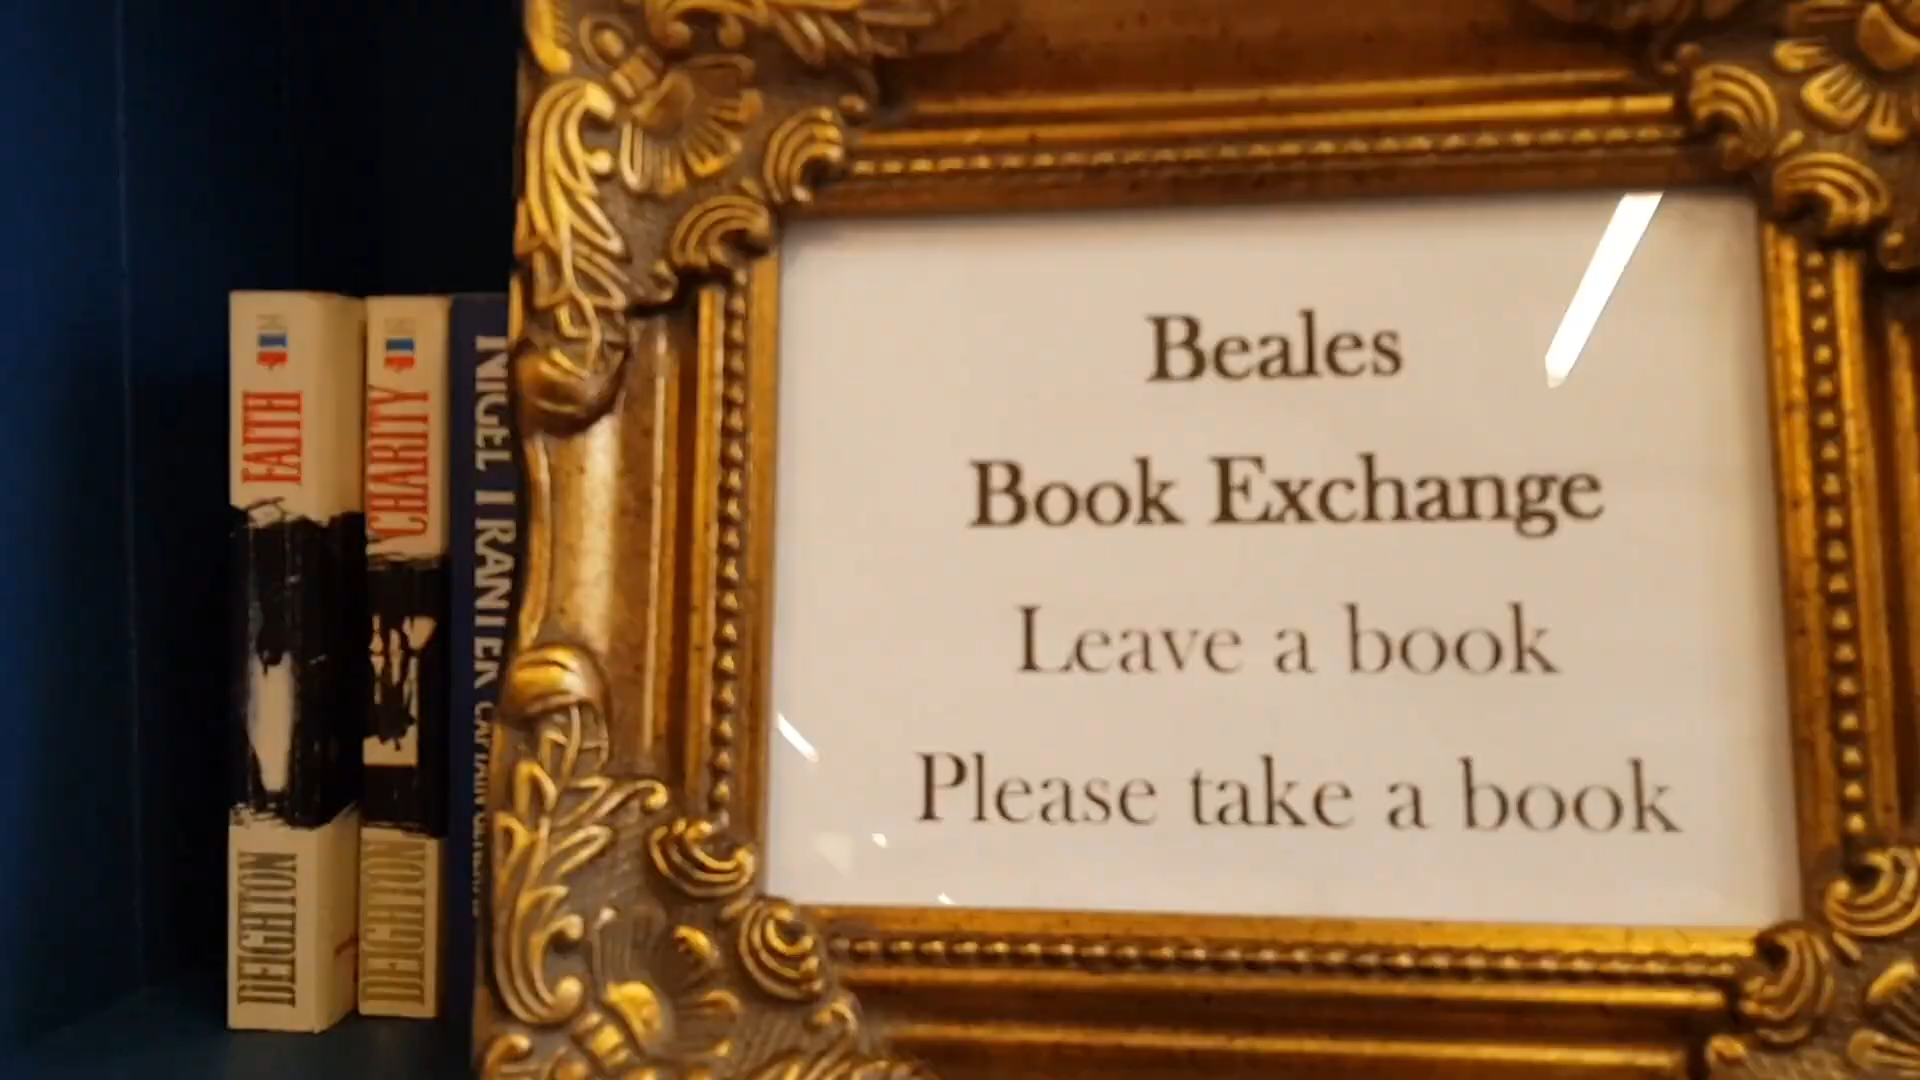 FAITH
DEIGHTON
CHARITY
DEIGHTON
NIGEL TRANTER
Beales
Book Exchange
Leave a book
Please take a book